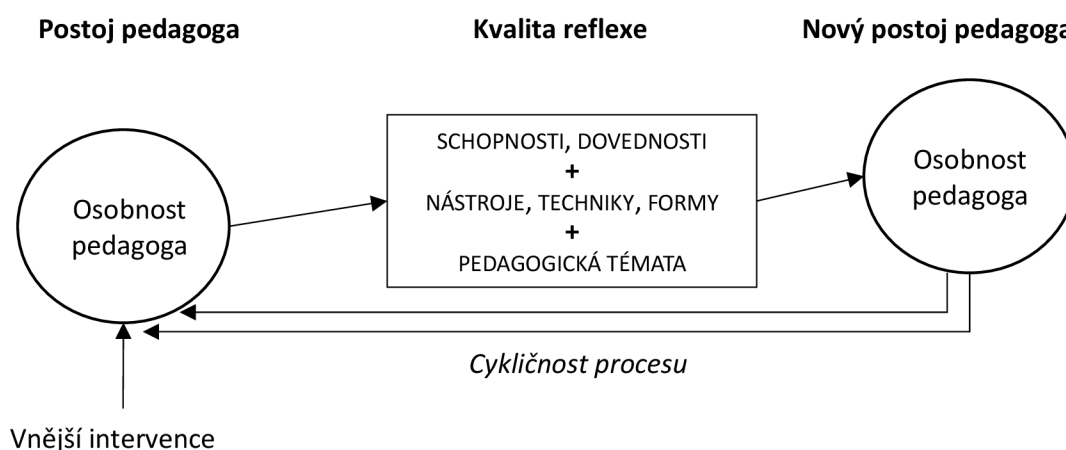 Postoj pedagoga
Kvalita reflexe
Nový postoj pedagoga
Osobnost
pedagoga
SCHOPNOSTI, DOVEDNOSTI
+
NÁSTROJE, TECHNIKY, FORMY
+
PEDAGOGICKÁ TÉMATA
Osobnost
pedagoga
Cykličnost procesu
Vnější intervence